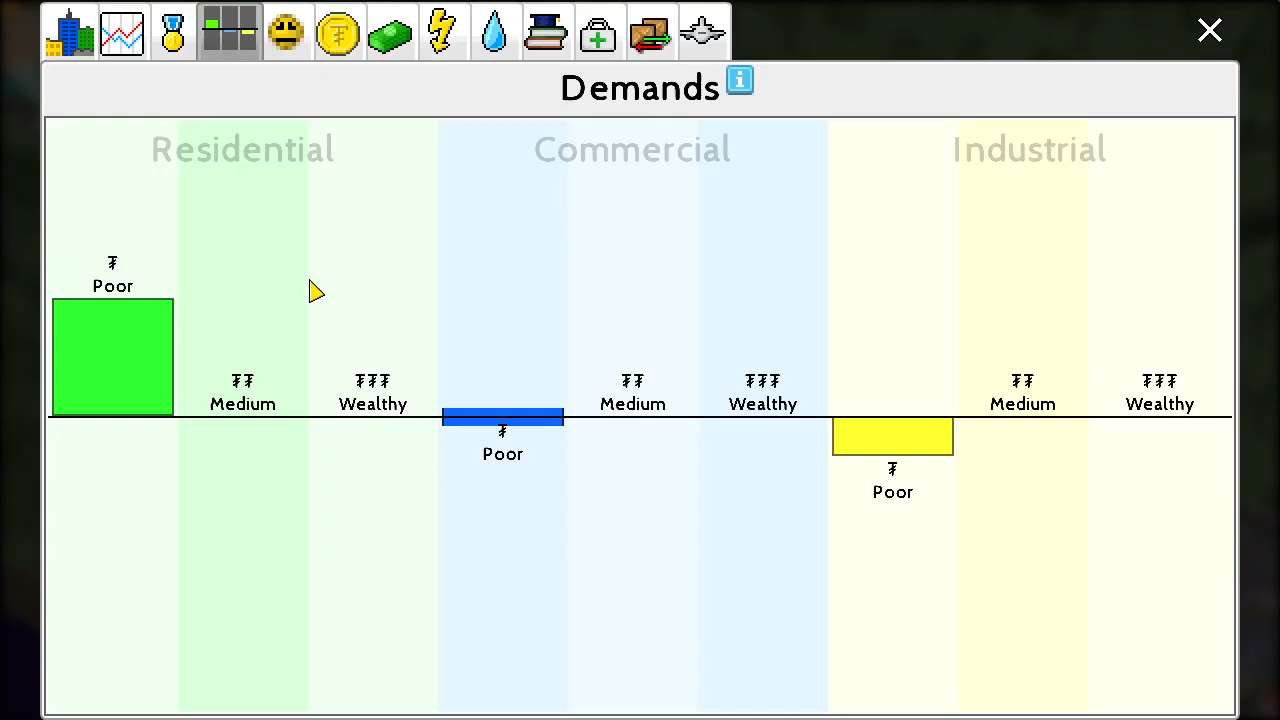 Demands
Residential
Commercial
Industrial
₮
Poor
₮₮
Medium
₮₮₮
Wealthy
₮
Poor
₮₮
Medium
₮₮₮
Wealthy
₮
Poor
₮₮
Medium
₮₮₮
Wealthy